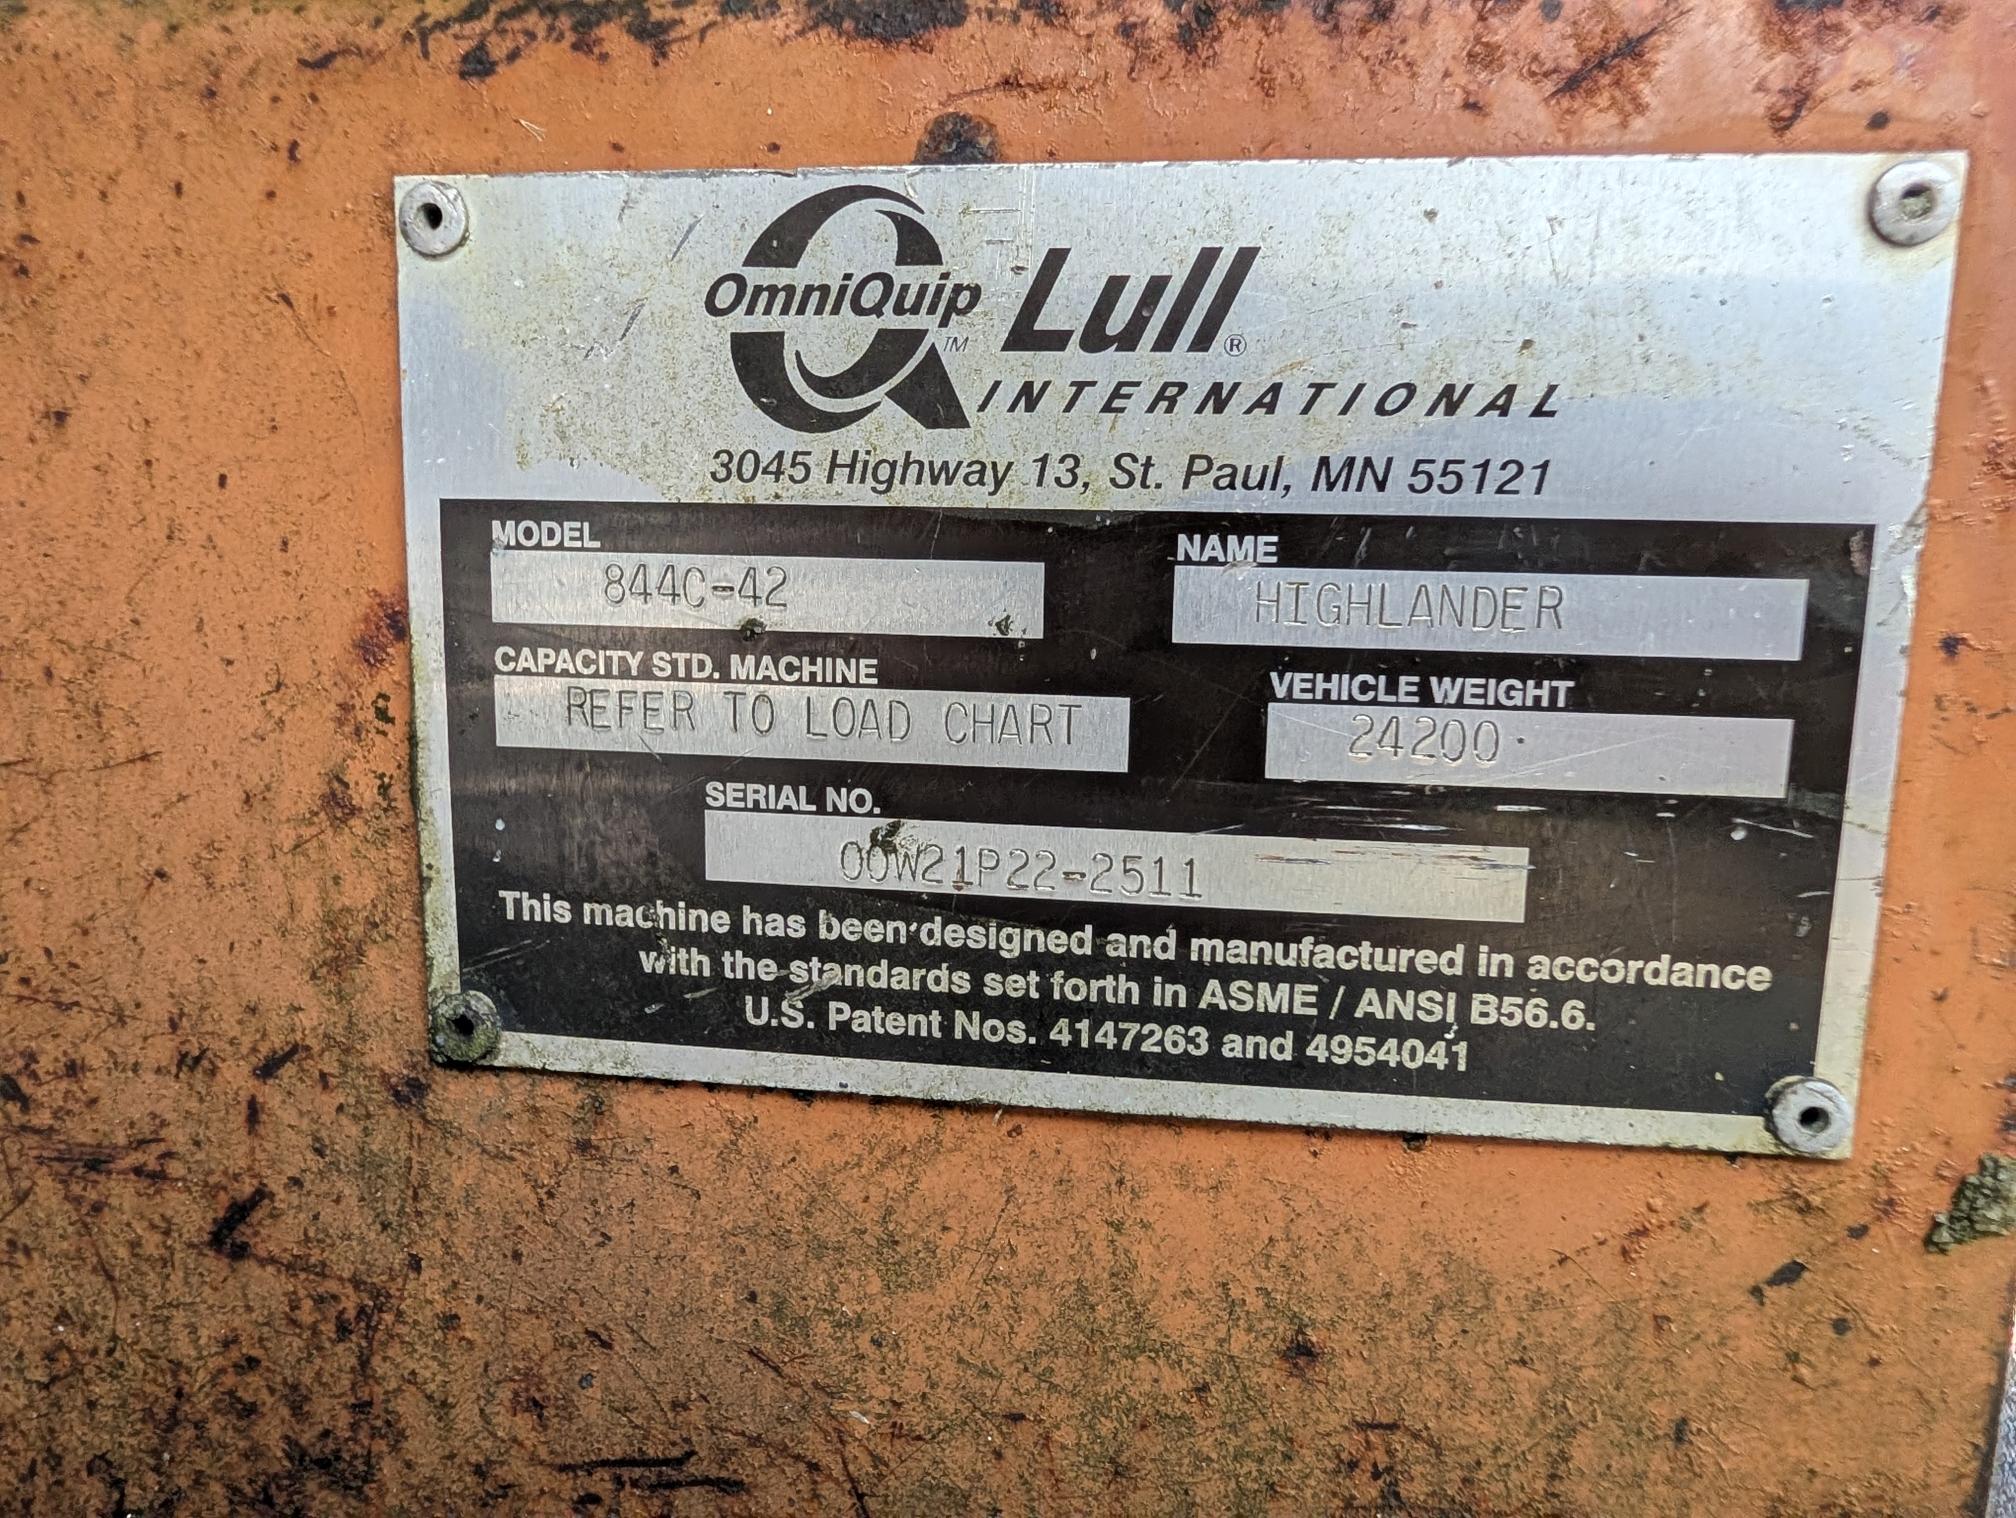 OmniQuip™ Lull®
INTERNATIONAL
3045 Highway 13, St. Paul, MN 55121
MODEL
844C-42
NAME
HIGHLANDER
CAPACITY STD. MACHINE
REFER TO LOAD CHART
VEHICLE WEIGHT
24200
SERIAL NO.
00W21P22-2511
This machine has been designed and manufactured in accordance
with the standards set forth in ASME / ANSI B56.6.
U.S. Patent Nos. 4147263 and 4954041